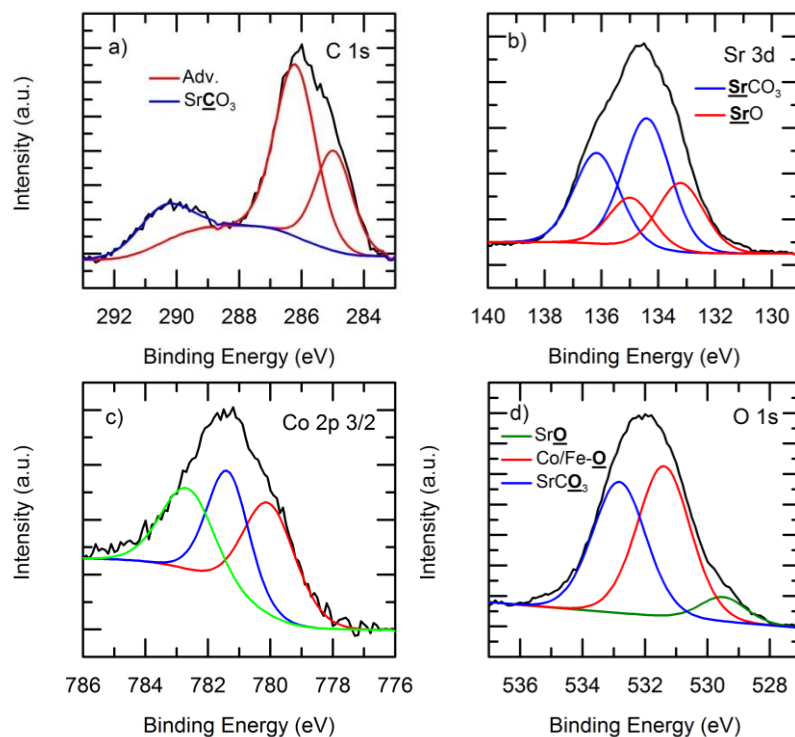 a)
C 1s
Adv.
SrCO₃
Intensity (a.u.)
292 290 288 286 284
Binding Energy (eV)
b)
Sr 3d
SrCO₃
SrO
140 138 136 134 132 130
Binding Energy (eV)
c)
Co 2p 3/2
Intensity (a.u.)
786 784 782 780 778 776
Binding Energy (eV)
d)
O 1s
SrO
Co/Fe-O
SrCO₃
Intensity (a.u.)
536 534 532 530 528
Binding Energy (eV)